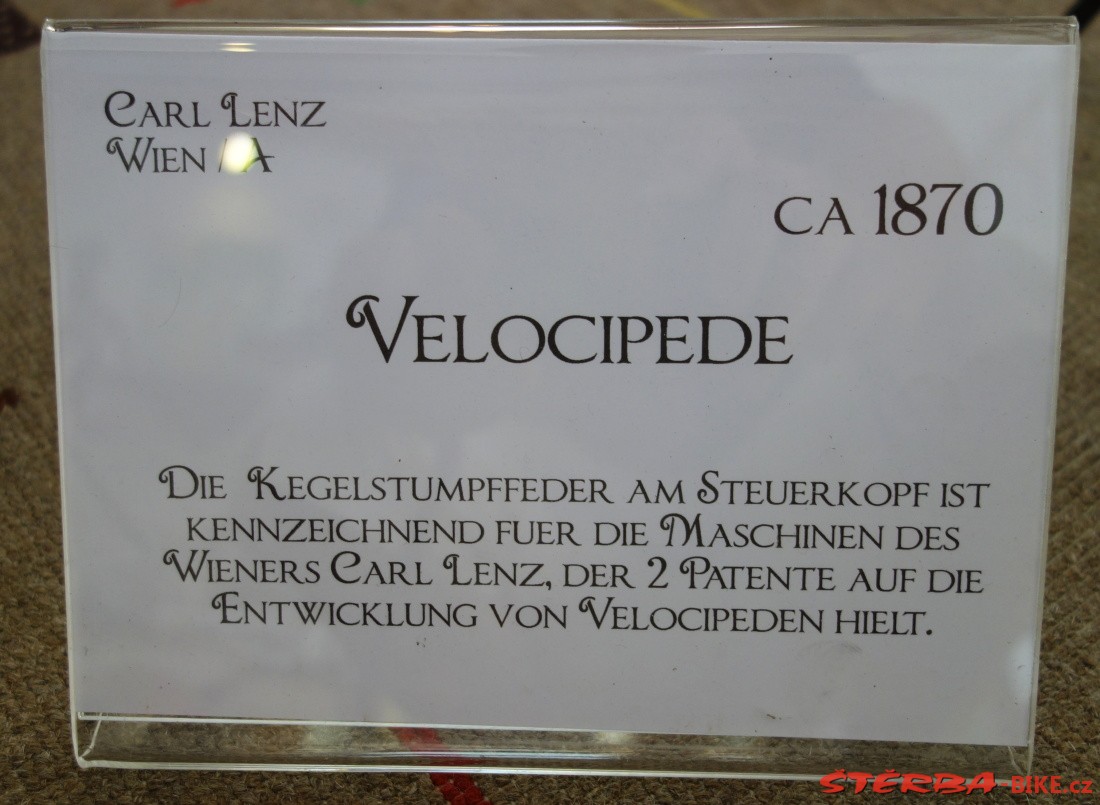 Carl Lenz
Wien /A
ca 1870
Velocipede
Die Kegelstumpffeder am Steuerkopf ist
kennzeichnend fuer die Maschinen des
Wieners Carl Lenz, der 2 Patente auf die
Entwicklung von Velocipeden hielt.
ŠTĚRBA-BIKE.cz